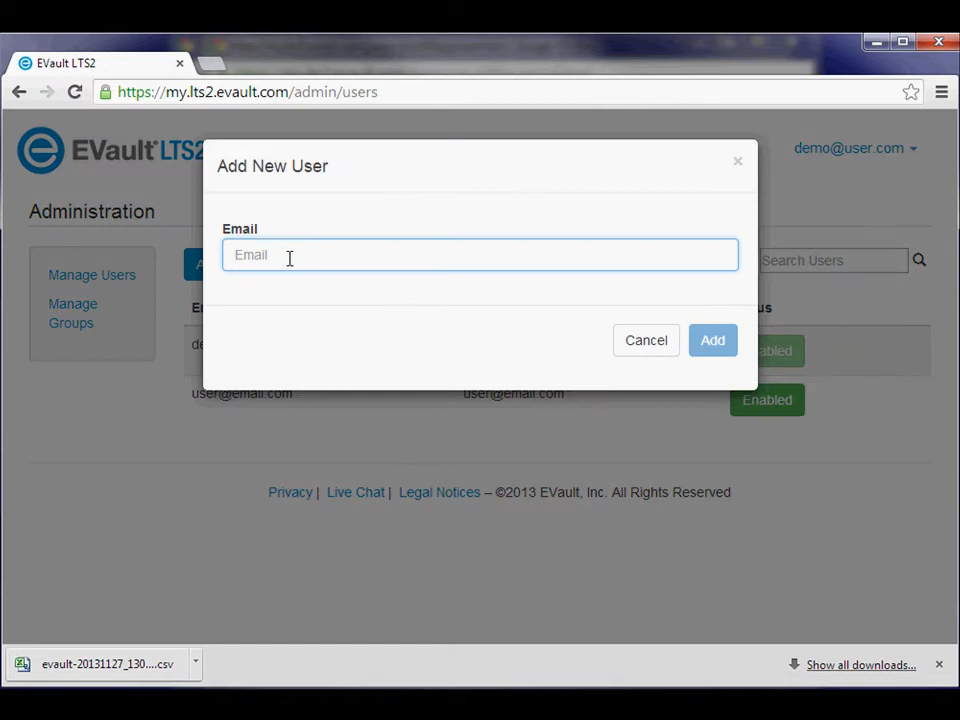 EVault LTS2
https://my.lts2.evault.com/admin/users
EVault LTS2
demo@user.com
Add New User
Administration
Email
Email
Manage Users
Manage
Groups
Search Users
Cancel
Add
user@email.com
user@email.com
Enabled
Privacy | Live Chat | Legal Notices – ©2013 EVault, Inc. All Rights Reserved
evault-20131127_130....csv
Show all downloads...